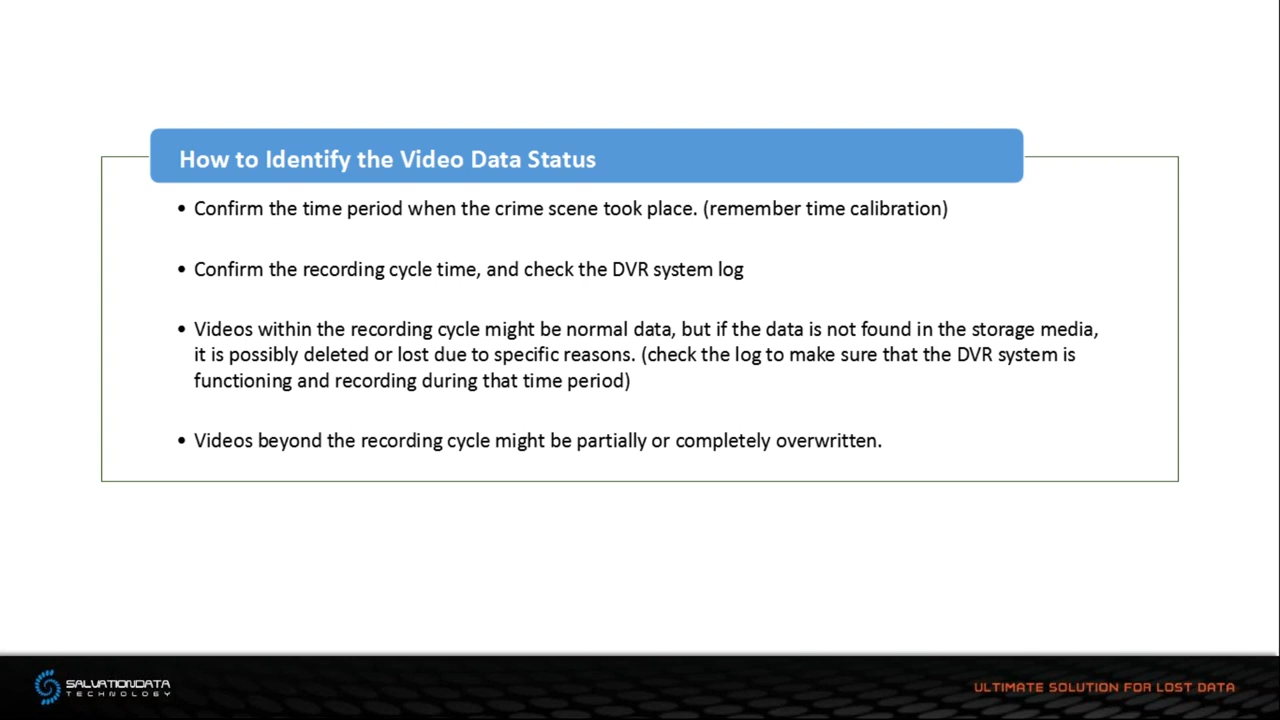 How to Identify the Video Data Status
• Confirm the time period when the crime scene took place. (remember time calibration)
• Confirm the recording cycle time, and check the DVR system log
• Videos within the recording cycle might be normal data, but if the data is not found in the storage media,
it is possibly deleted or lost due to specific reasons. (check the log to make sure that the DVR system is
functioning and recording during that time period)
• Videos beyond the recording cycle might be partially or completely overwritten.
SALVATIONDATA
TECHNOLOGY
ULTIMATE SOLUTION FOR LOST DATA